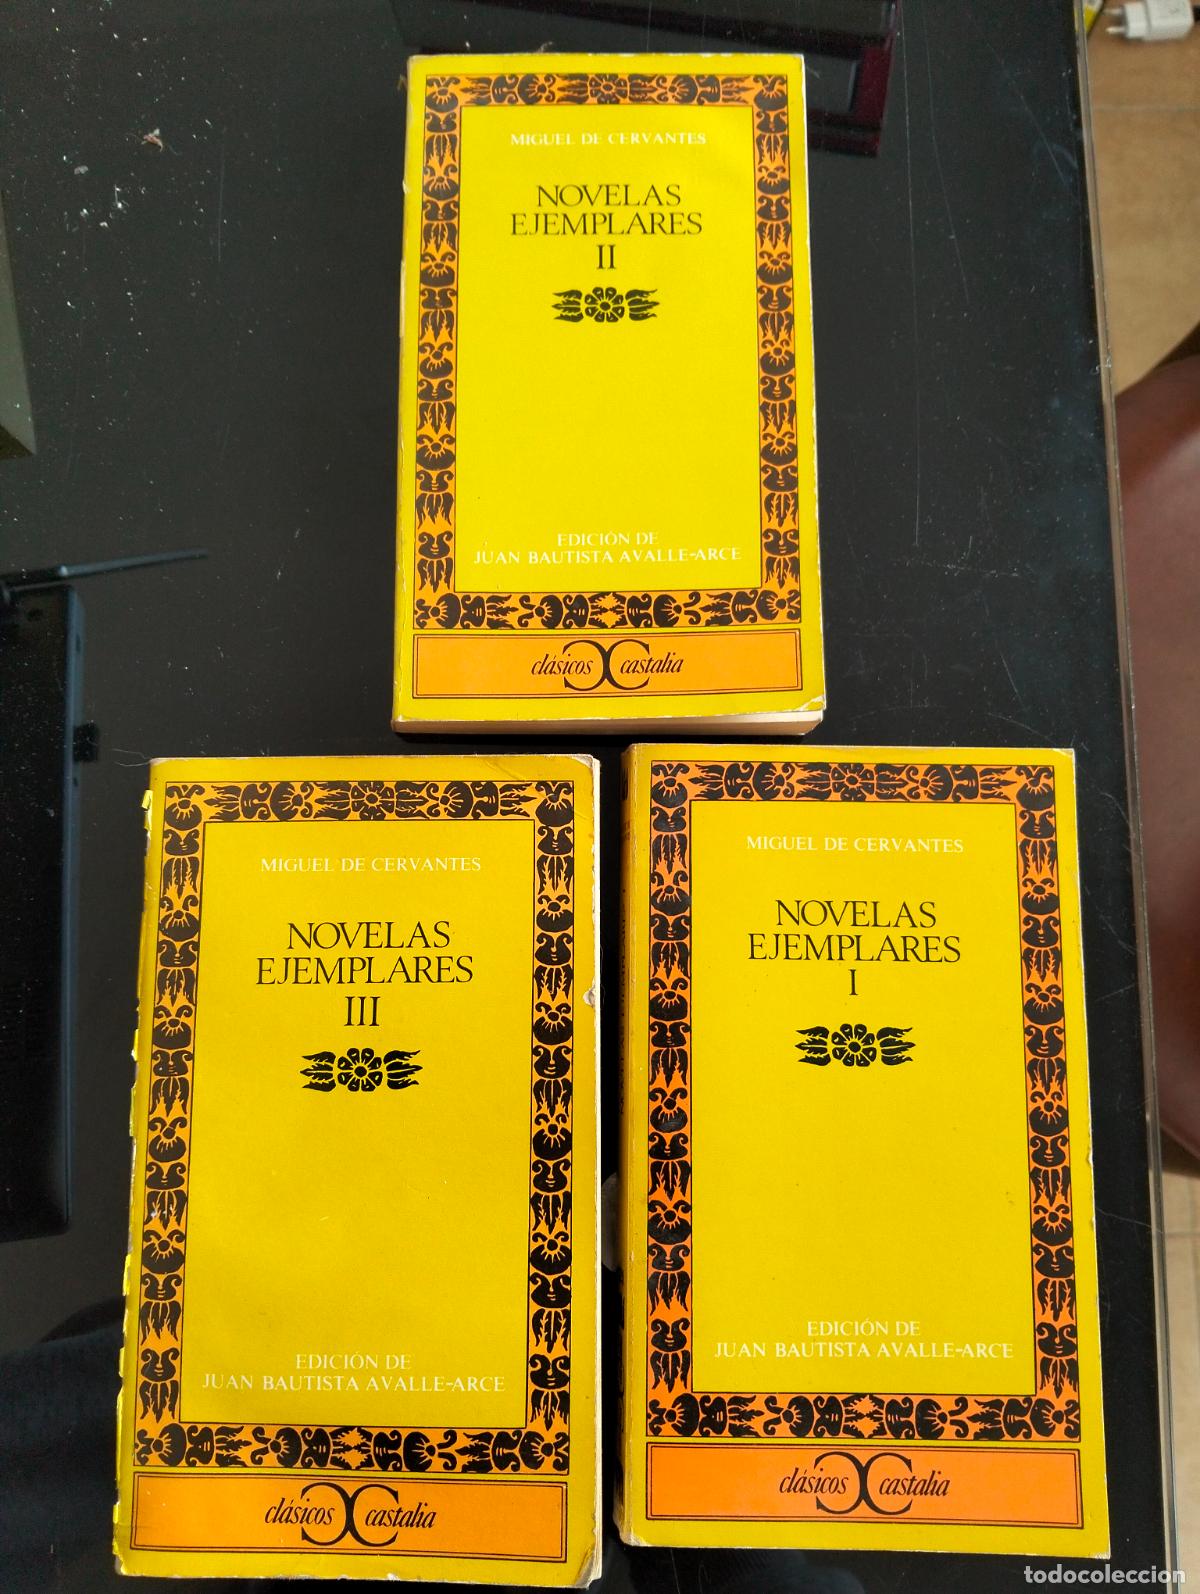 MIGUEL DE CERVANTES
NOVELAS
EJEMPLARES
II
EDICIÓN DE
JUAN BAUTISTA AVALLE-ARCE
clásicos castalia
MIGUEL DE CERVANTES
NOVELAS
EJEMPLARES
III
EDICIÓN DE
JUAN BAUTISTA AVALLE-ARCE
clásicos castalia
MIGUEL DE CERVANTES
NOVELAS
EJEMPLARES
I
EDICIÓN DE
JUAN BAUTISTA AVALLE-ARCE
clásicos castalia
todocoleccion